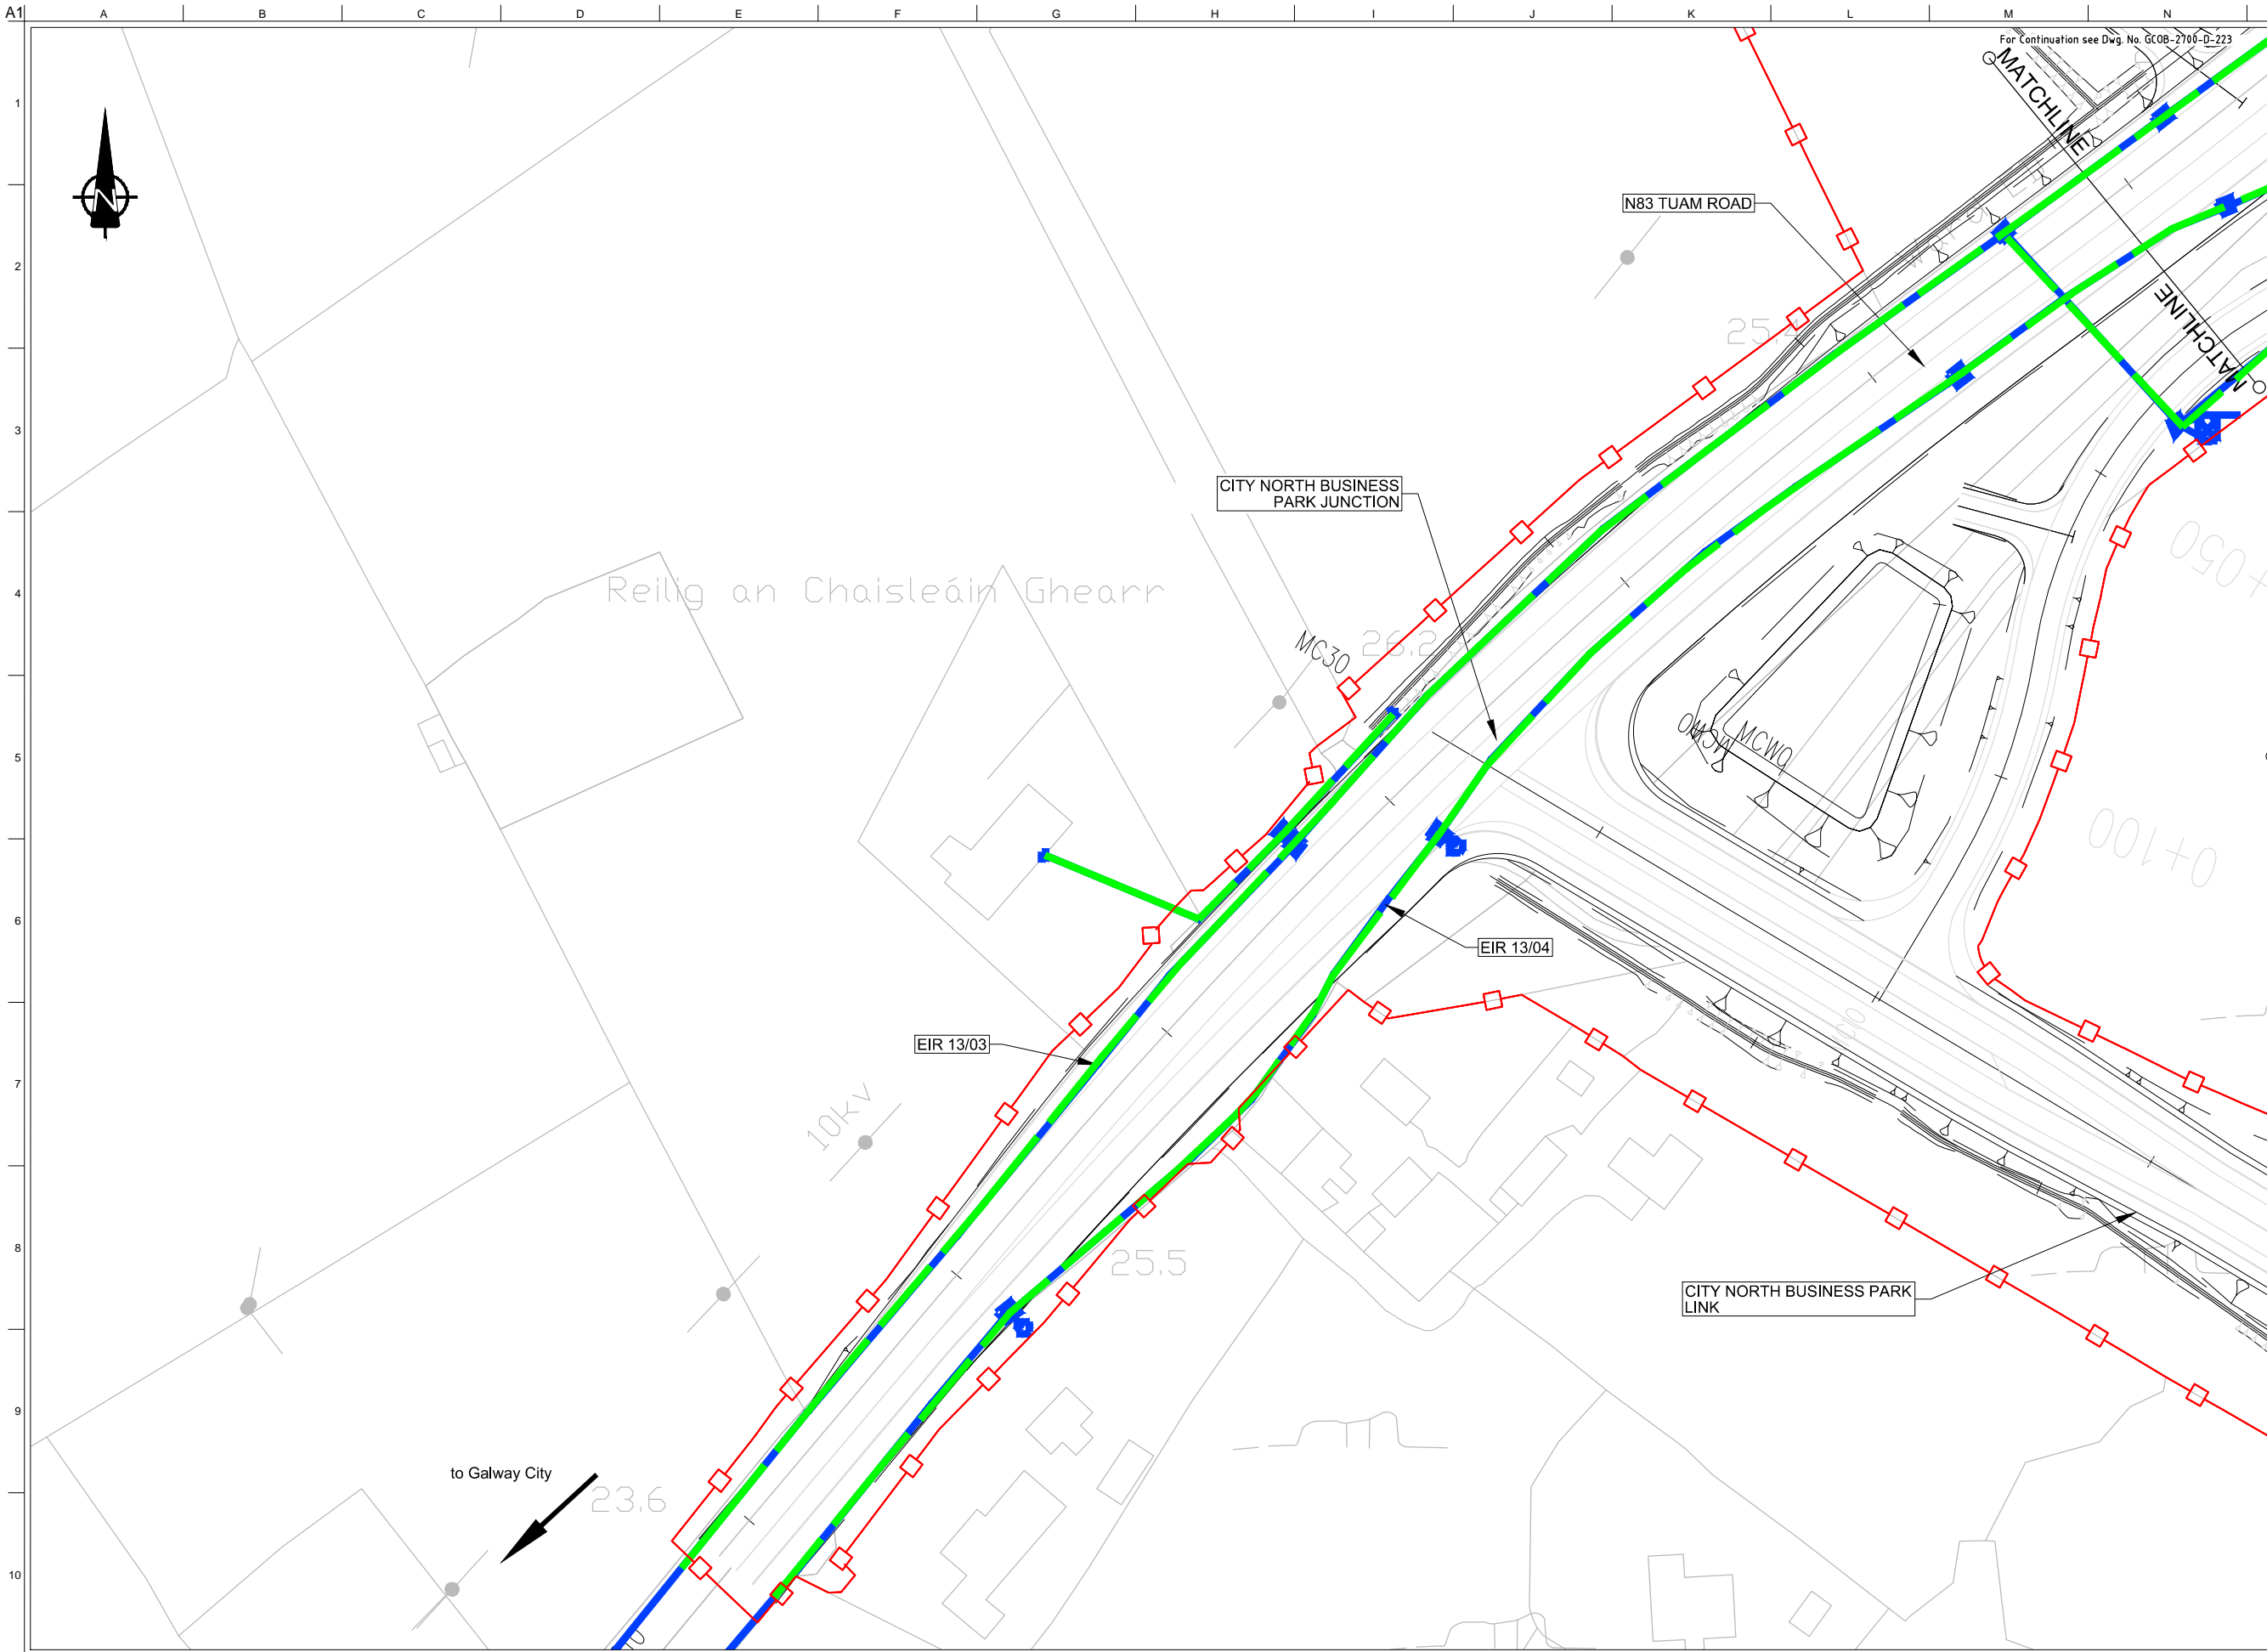 A1 A B C D E F G H I J K L M N
For Continuation see Dwg. No. GCOB-2700-D-223
MATCHLINE
1
N
N83 TUAM ROAD
2
25.4
MATCHLINE
3
CITY NORTH BUSINESS
PARK JUNCTION
4
Reilig an Chaisleáin Ghearr
+050
MC30
26.2
5
MCW0
MCW0
0+100
6
EIR 13/04
EIR 13/03
7
10kv
8
25.5
CITY NORTH BUSINESS PARK
LINK
9
to Galway City
23.6
10